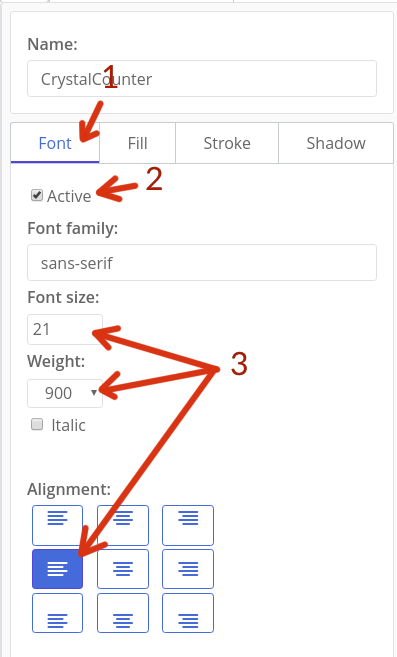 Name:
CrystalCounter
1
Font Fill Stroke Shadow
Active 2
Font family:
sans-serif
Font size:
21
Weight:
3
900
Italic
Alignment: